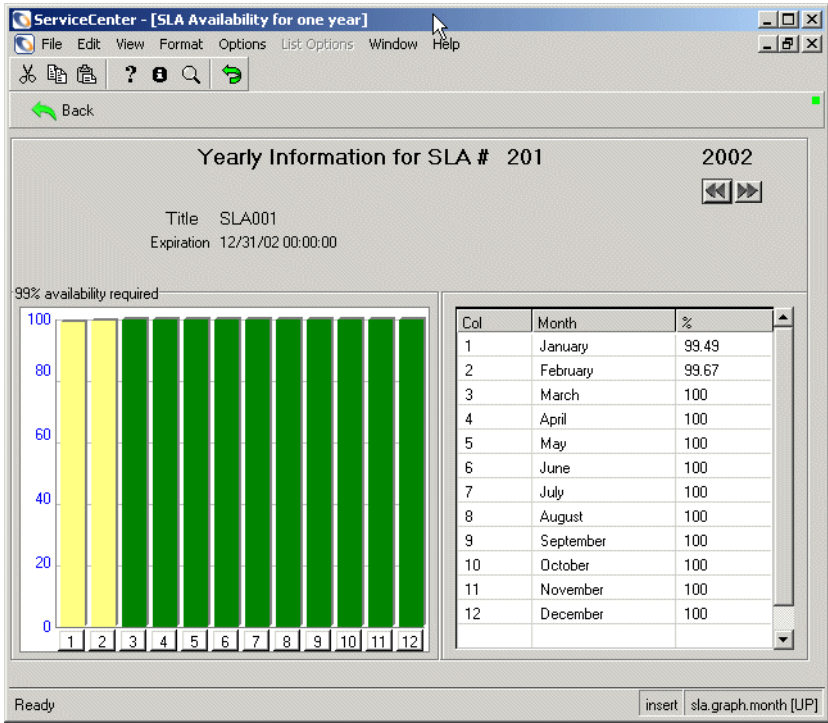 ServiceCenter - [SLA Availability for one year]
File Edit View Format Options List Options Window Help
?
Back
Yearly Information for SLA # 201 2002
Title SLA001
Expiration 12/31/02 00:00:00
99% availability required
100
80
60
40
20
0
1 2 3 4 5 6 7 8 9 10 11 12
Col Month %
1 January 99.49
2 February 99.67
3 March 100
4 April 100
5 May 100
6 June 100
7 July 100
8 August 100
9 September 100
10 October 100
11 November 100
12 December 100
Ready insert sla.graph.month [UP]